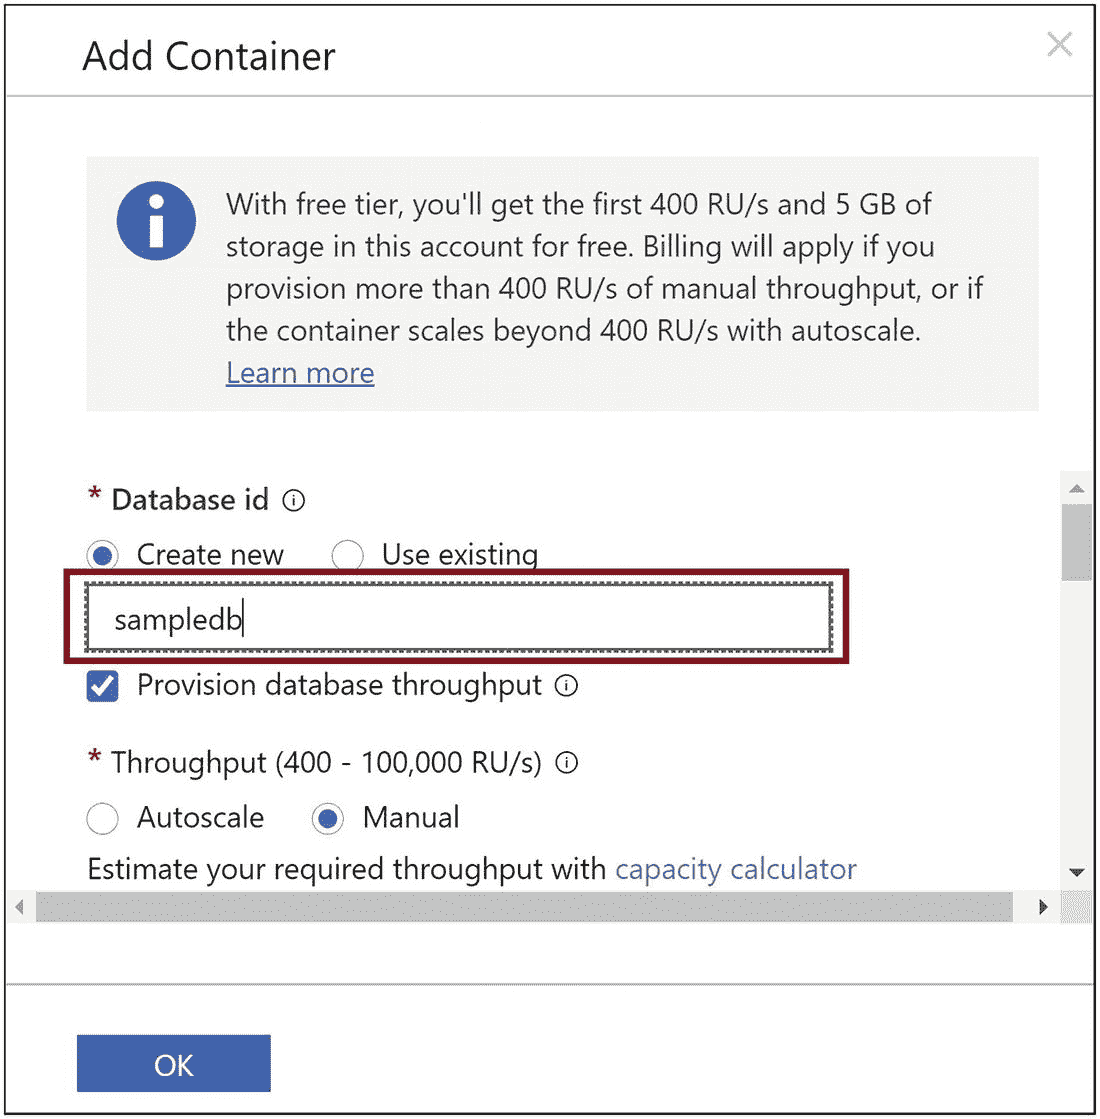 Add Container
With free tier, you'll get the first 400 RU/s and 5 GB of
storage in this account for free. Billing will apply if you
provision more than 400 RU/s of manual throughput, or if
the container scales beyond 400 RU/s with autoscale.
Learn more
* Database id
Create new Use existing
sampledb
Provision database throughput
* Throughput (400 - 100,000 RU/s)
Autoscale Manual
Estimate your required throughput with capacity calculator
OK